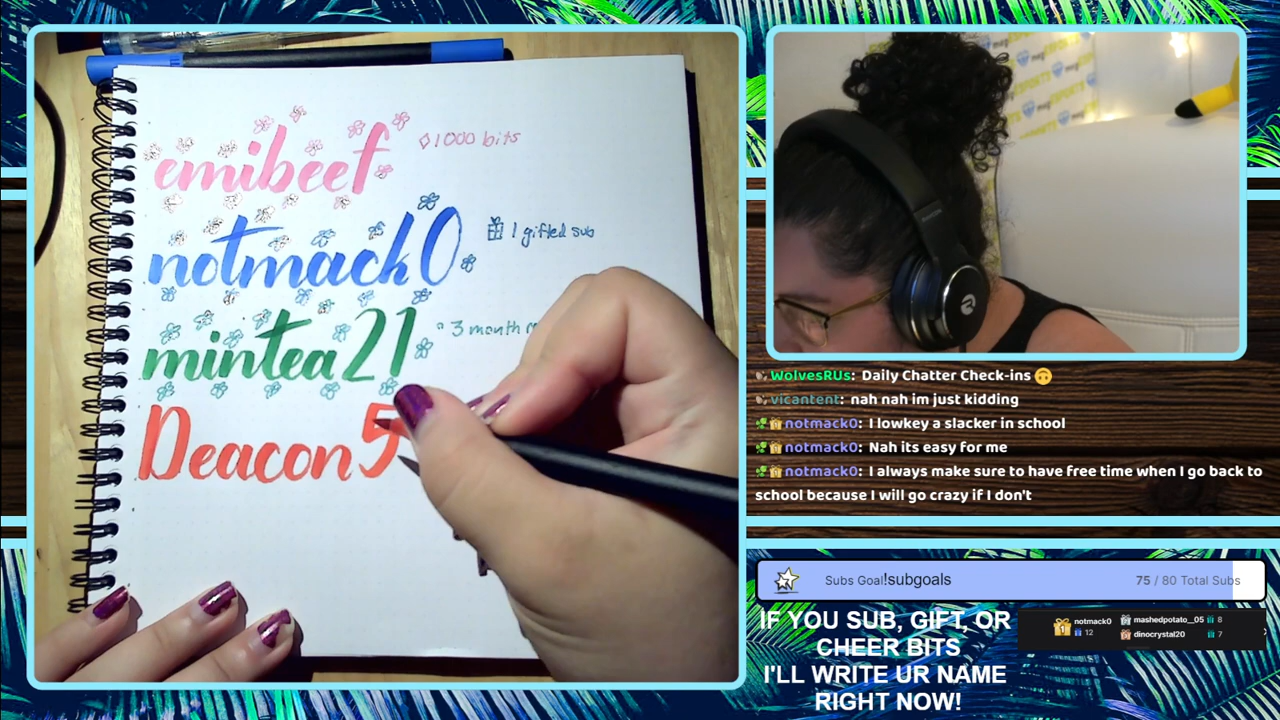 emibeef
1000 bits
notmack0
1 gifted sub
mintea21
3 month
Deacon5
WolvesRUs: Daily Chatter Check-ins 🙃
vicantent: nah nah im just kidding
notmack0: I lowkey a slacker in school
notmack0: Nah its easy for me
notmack0: I always make sure to have free time when I go back to
school because I will go crazy if I don't
Subs Goal!subgoals
75 / 80 Total Subs
IF YOU SUB, GIFT, OR
CHEER BITS
I'LL WRITE UR NAME
RIGHT NOW!
notmack0
12
mashedpotato__05 8
dinocrystal20 7